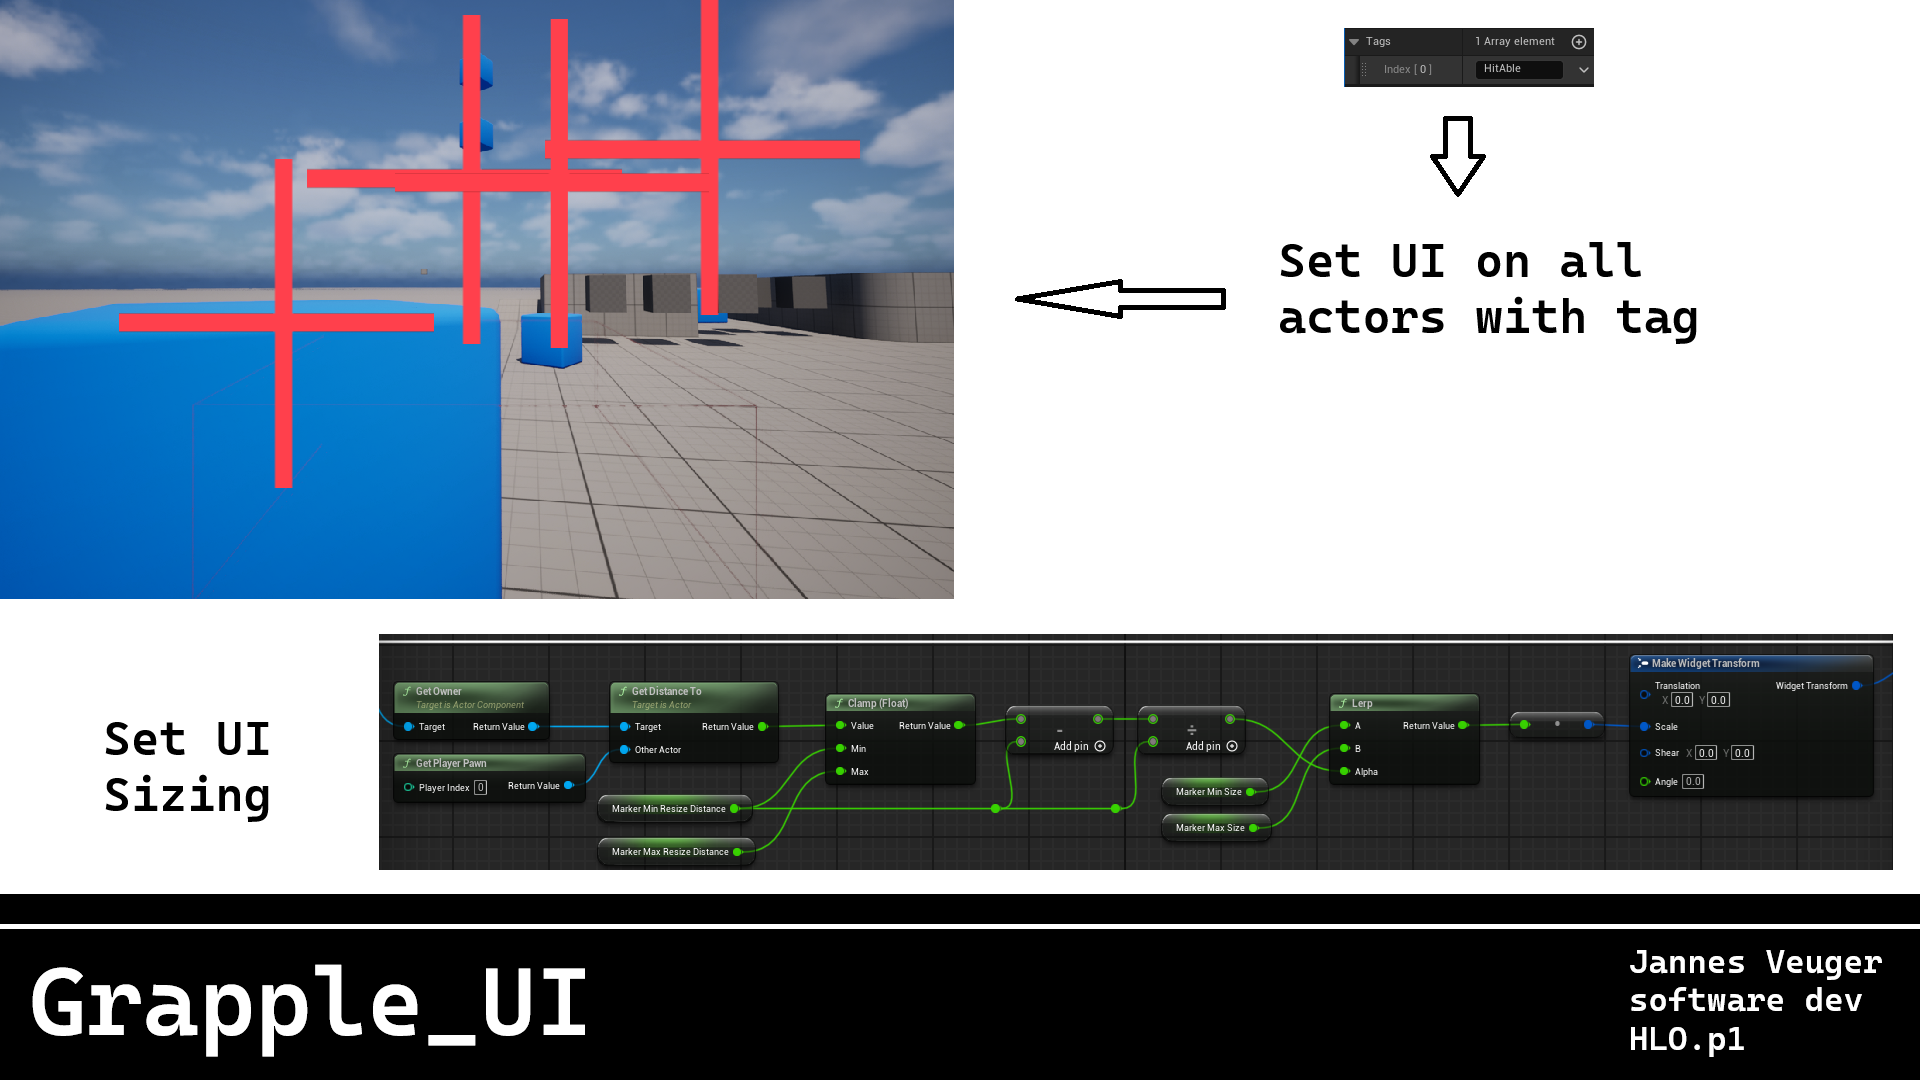 Tags 1 Array element
Index [ 0 ] HitAble
Set UI on all
actors with tag
Set UI
Sizing
Get Owner
Target is Actor Component
Target Return Value
Get Player Pawn
Player Index 0 Return Value
Get Distance To
Target is Actor
Target Return Value
Other Actor
Marker Min Resize Distance
Marker Max Resize Distance
Clamp (Float)
Value Return Value
Min
Max
-
Add pin
÷
Add pin
Marker Min Size
Marker Max Size
Lerp
A Return Value
B
Alpha
Make Widget Transform
Translation Widget Transform
X 0.0 Y 0.0
Scale
Shear X 0.0 Y 0.0
Angle 0.0
Grapple_UI
Jannes Veuger
software dev
HLO.p1